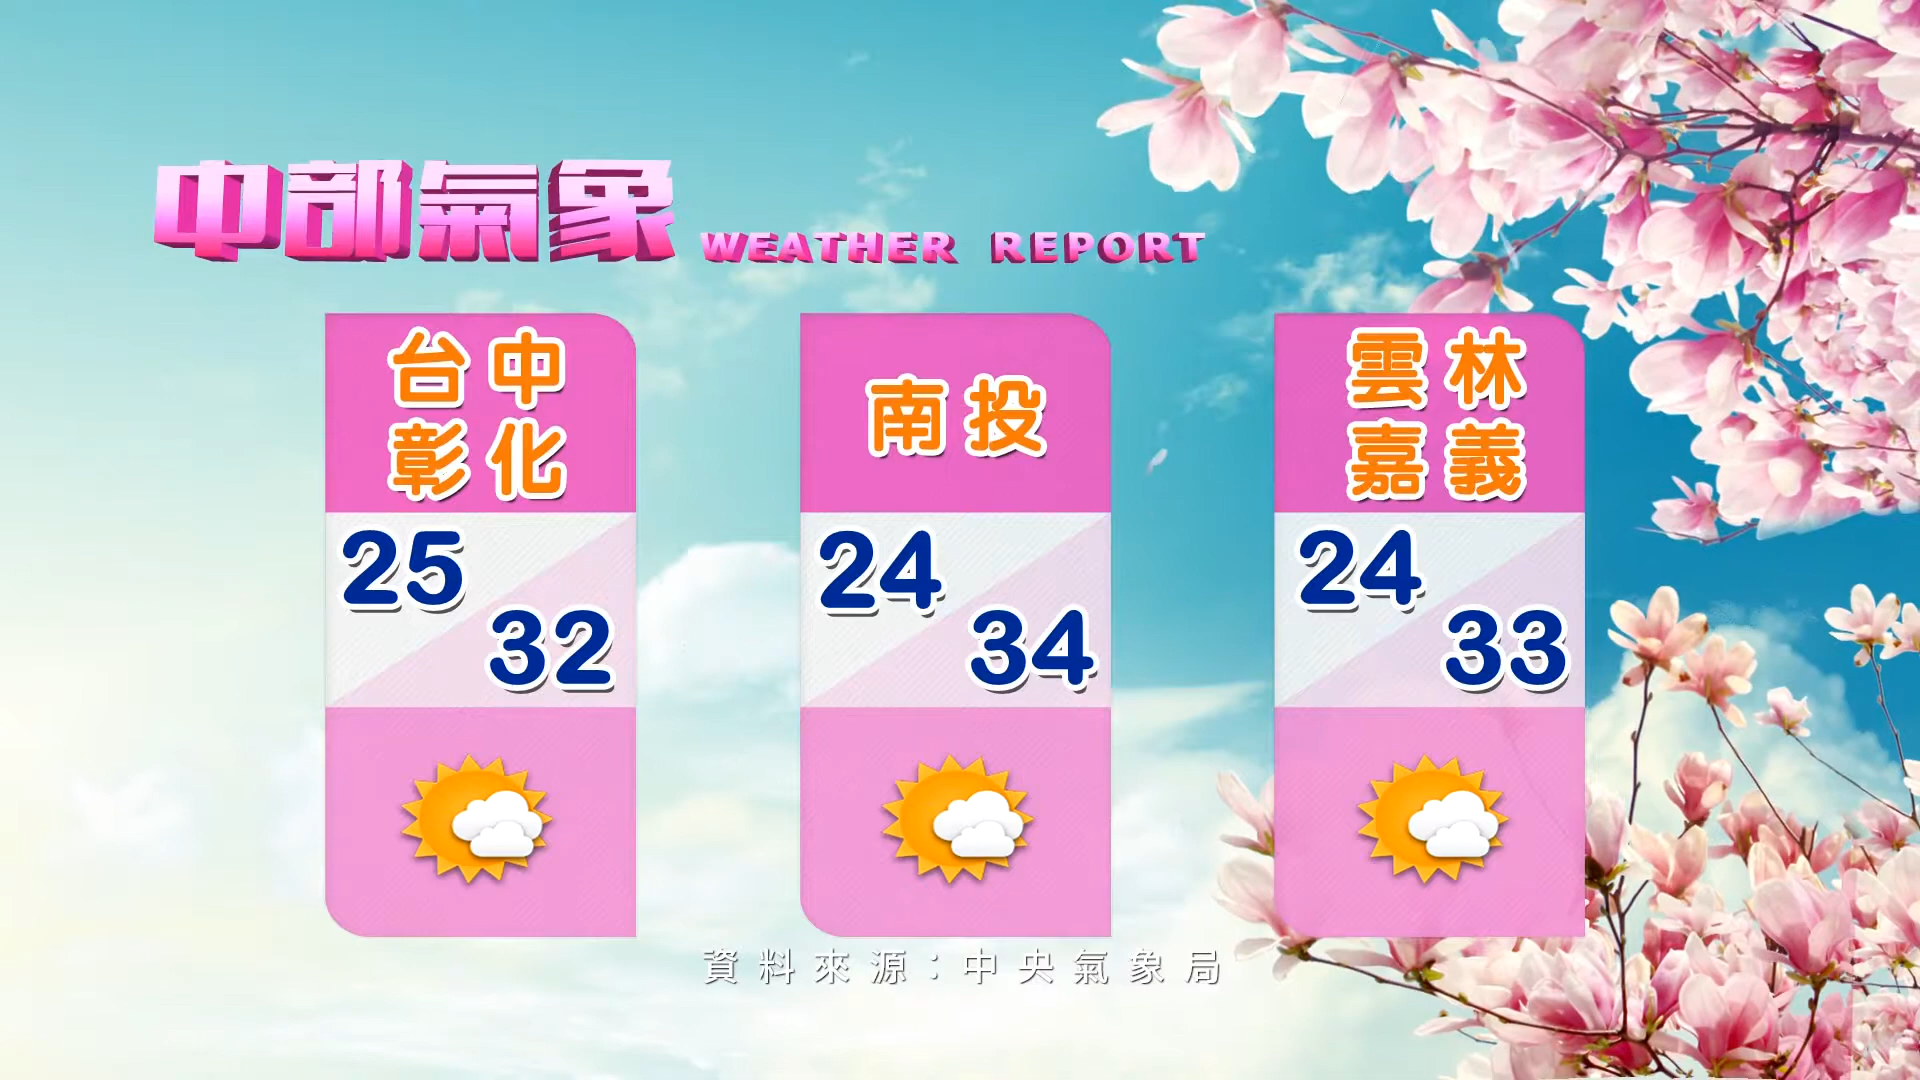 中部氣象 WEATHER REPORT
台中
彰化
25
32
南投
24
34
雲林
嘉義
24
33
資料來源：中央氣象局